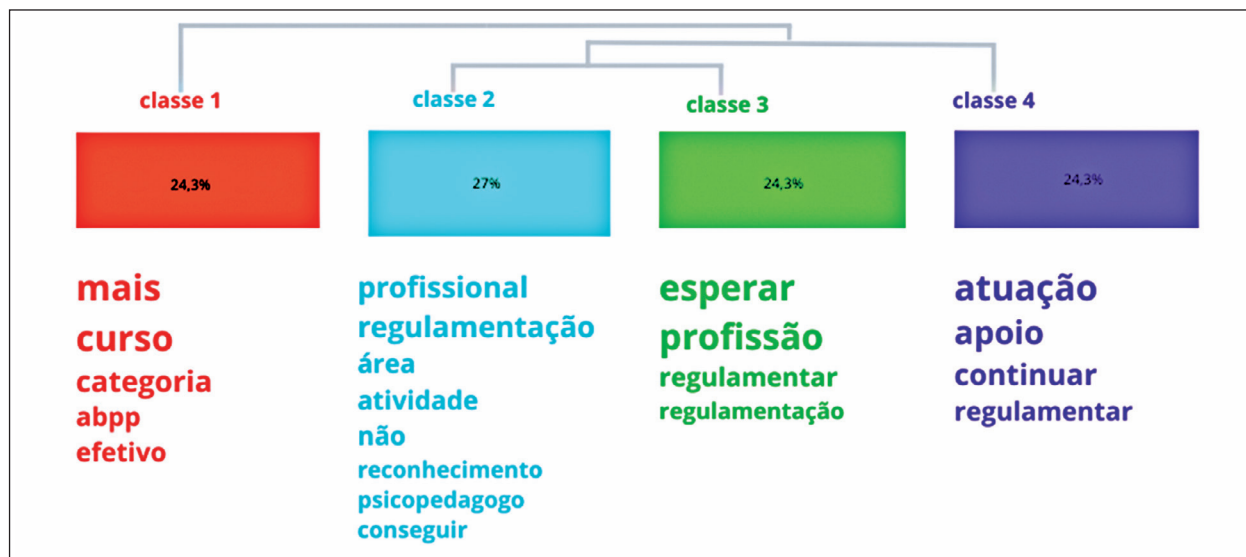 classe 1
classe 2
classe 3
classe 4
24,3%
27%
24,3%
24,3%
mais
curso
categoria
abpp
efetivo
profissional
regulamentação
área
atividade
não
reconhecimento
psicopedagogo
conseguir
esperar
profissão
regulamentar
regulamentação
atuação
apoio
continuar
regulamentar